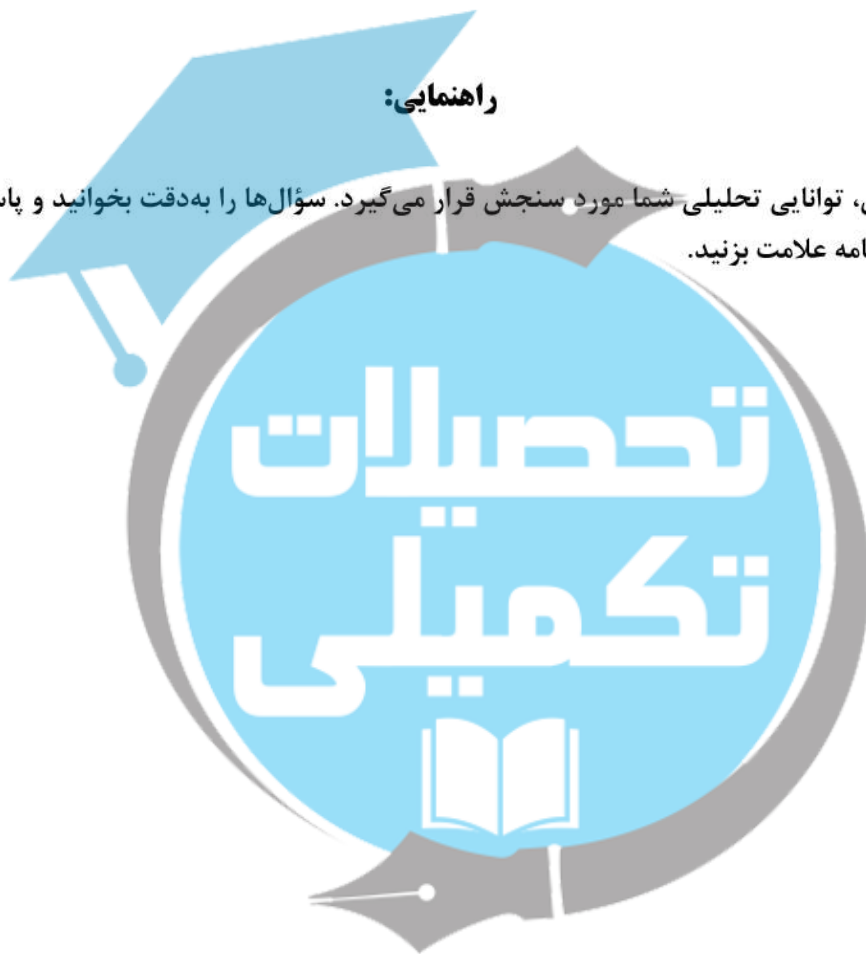 راهنمایی:
، توانایی تحلیلی شما مورد سنجش قرار می‌گیرد. سؤال‌ها را به‌دقت بخوانید و
علامت بزنید.
تحصیلات
تکمیلی